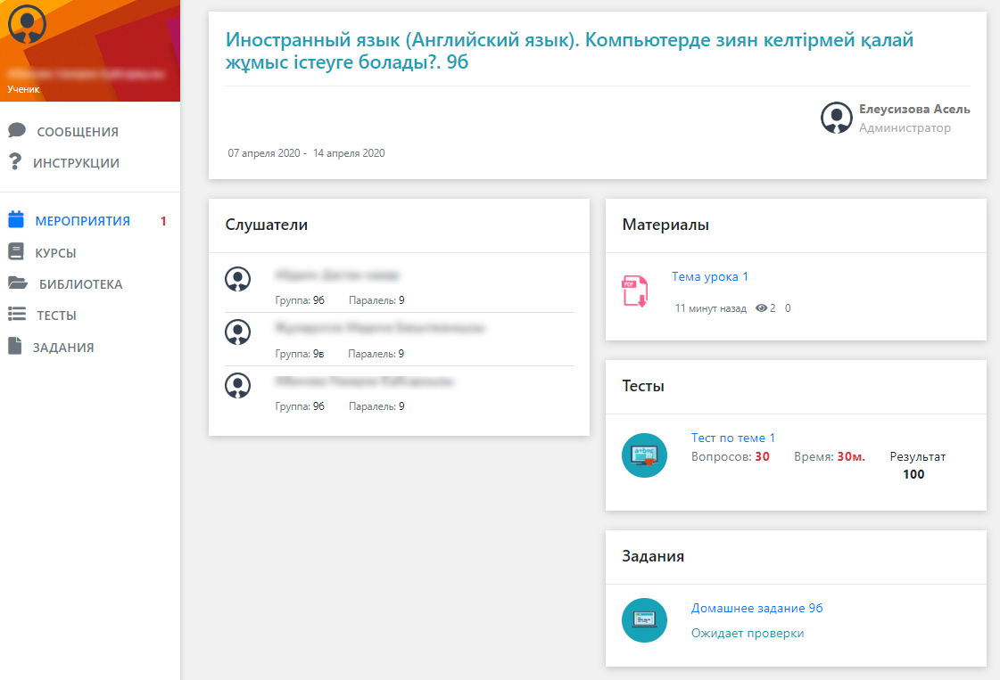 Ученик
СООБЩЕНИЯ
ИНСТРУКЦИИ
МЕРОПРИЯТИЯ 1
КУРСЫ
БИБЛИОТЕКА
ТЕСТЫ
ЗАДАНИЯ
Иностранный язык (Английский язык). Компьютерде зиян келтірмей қалай
жұмыс істеуге болады?. 9б
Елеусизова Асель
Администратор
07 апреля 2020 - 14 апреля 2020
Слушатели
Группа: 9б Паралель: 9
Группа: 9в Паралель: 9
Группа: 9б Паралель: 9
Материалы
PDF
Тема урока 1
11 минут назад 2 0
Тесты
Тест по теме 1
Вопросов: 30 Время: 30м. Результат
100
Задания
Домашнее задание 9б
Ожидает проверки